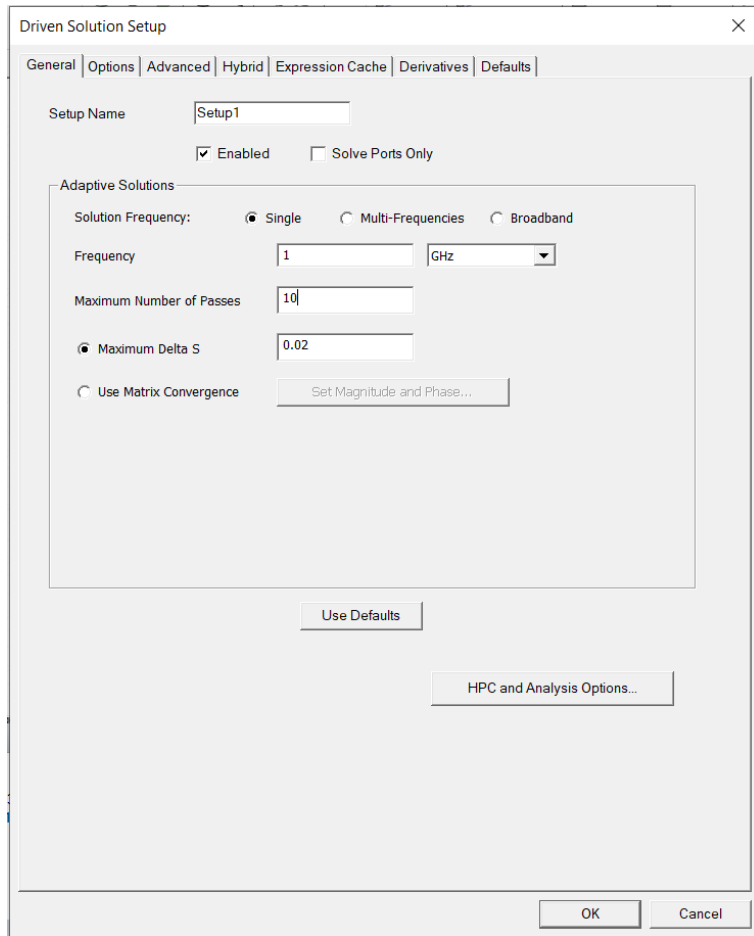 Driven Solution Setup
General Options Advanced Hybrid Expression Cache Derivatives Defaults
Setup Name Setup1
Enabled Solve Ports Only
Adaptive Solutions
Solution Frequency: Single Multi-Frequencies Broadband
Frequency 1 GHz
Maximum Number of Passes 10
Maximum Delta S 0.02
Use Matrix Convergence Set Magnitude and Phase...
Use Defaults
HPC and Analysis Options...
OK Cancel